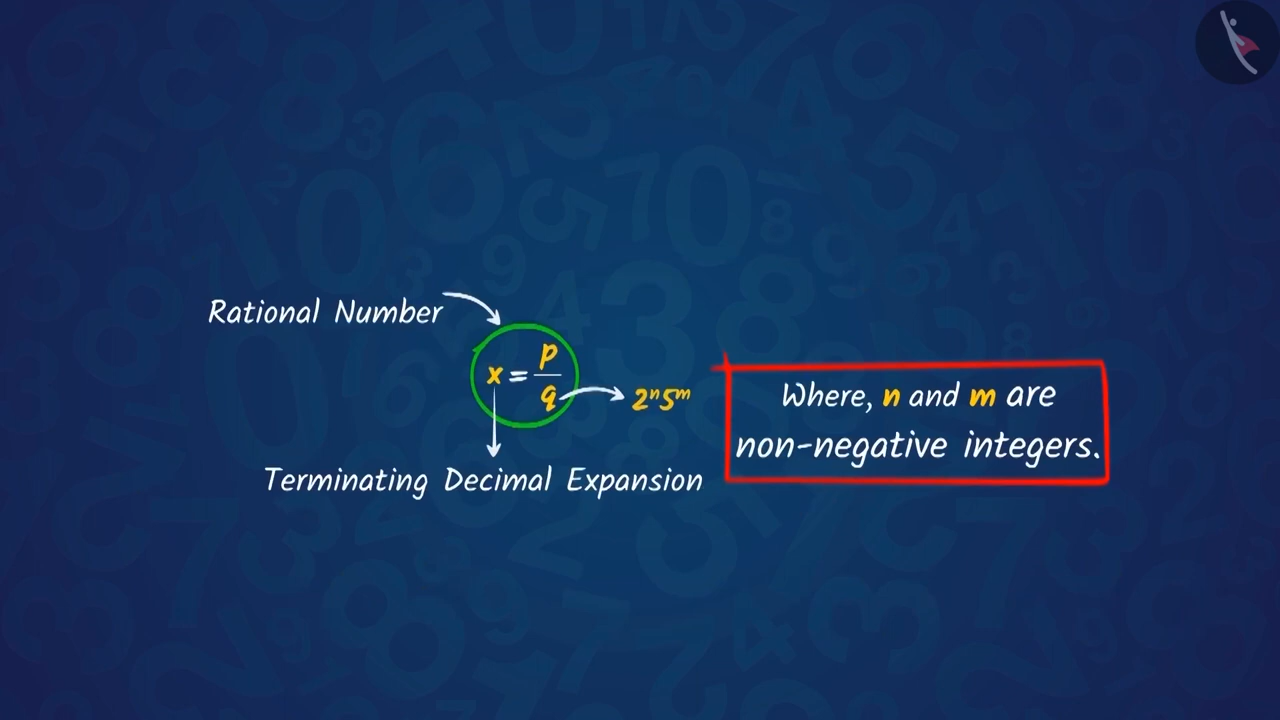 Rational Number
x = p/q
2ⁿ5ᵐ
Where, n and m are
non-negative integers.
Terminating Decimal Expansion